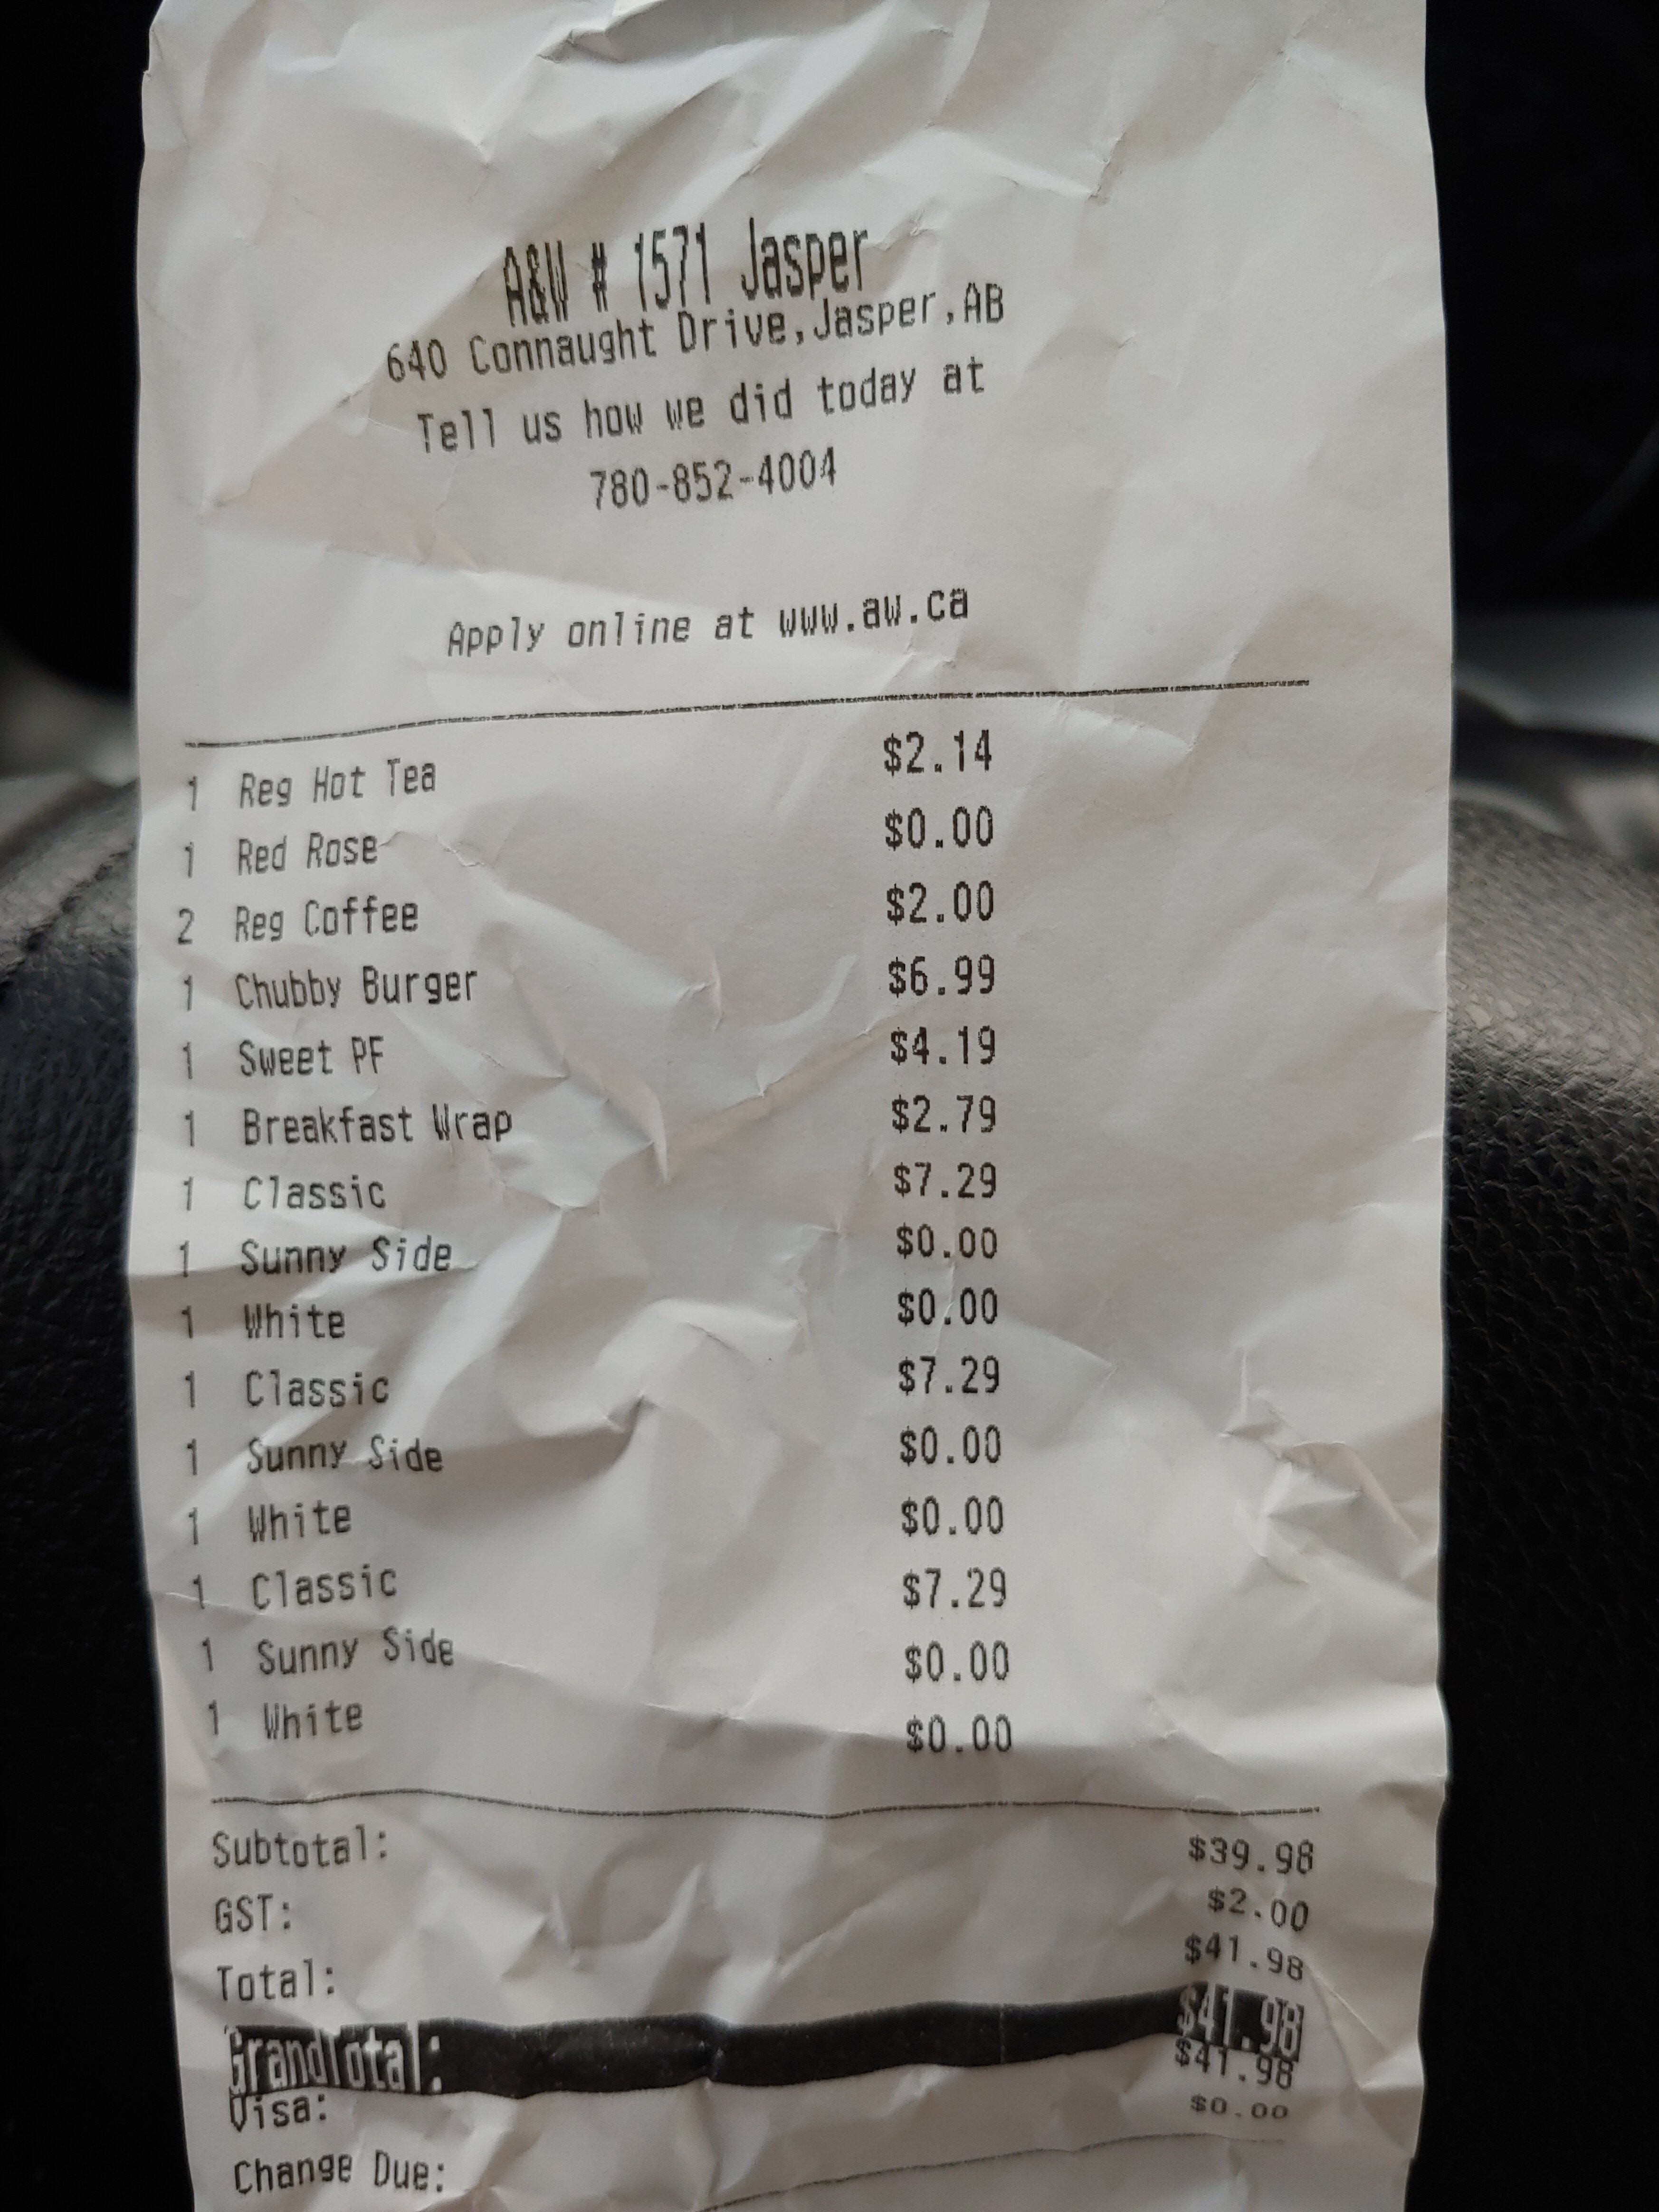 A&W # 1571 Jasper
640 Connaught Drive,Jasper,AB
Tell us how we did today at
780-852-4004
Apply online at www.aw.ca
1 Reg Hot Tea $2.14
1 Red Rose $0.00
2 Reg Coffee $2.00
1 Chubby Burger $6.99
1 Sweet PF $4.19
1 Breakfast Wrap $2.79
1 Classic $7.29
1 Sunny Side $0.00
1 White $0.00
1 Classic $7.29
1 Sunny Side $0.00
1 White $0.00
1 Classic $7.29
1 Sunny Side $0.00
1 White $0.00
Subtotal: $39.98
GST: $2.00
Total: $41.98
GrandTotal: $41.98
Visa: $41.98
Change Due: $0.00